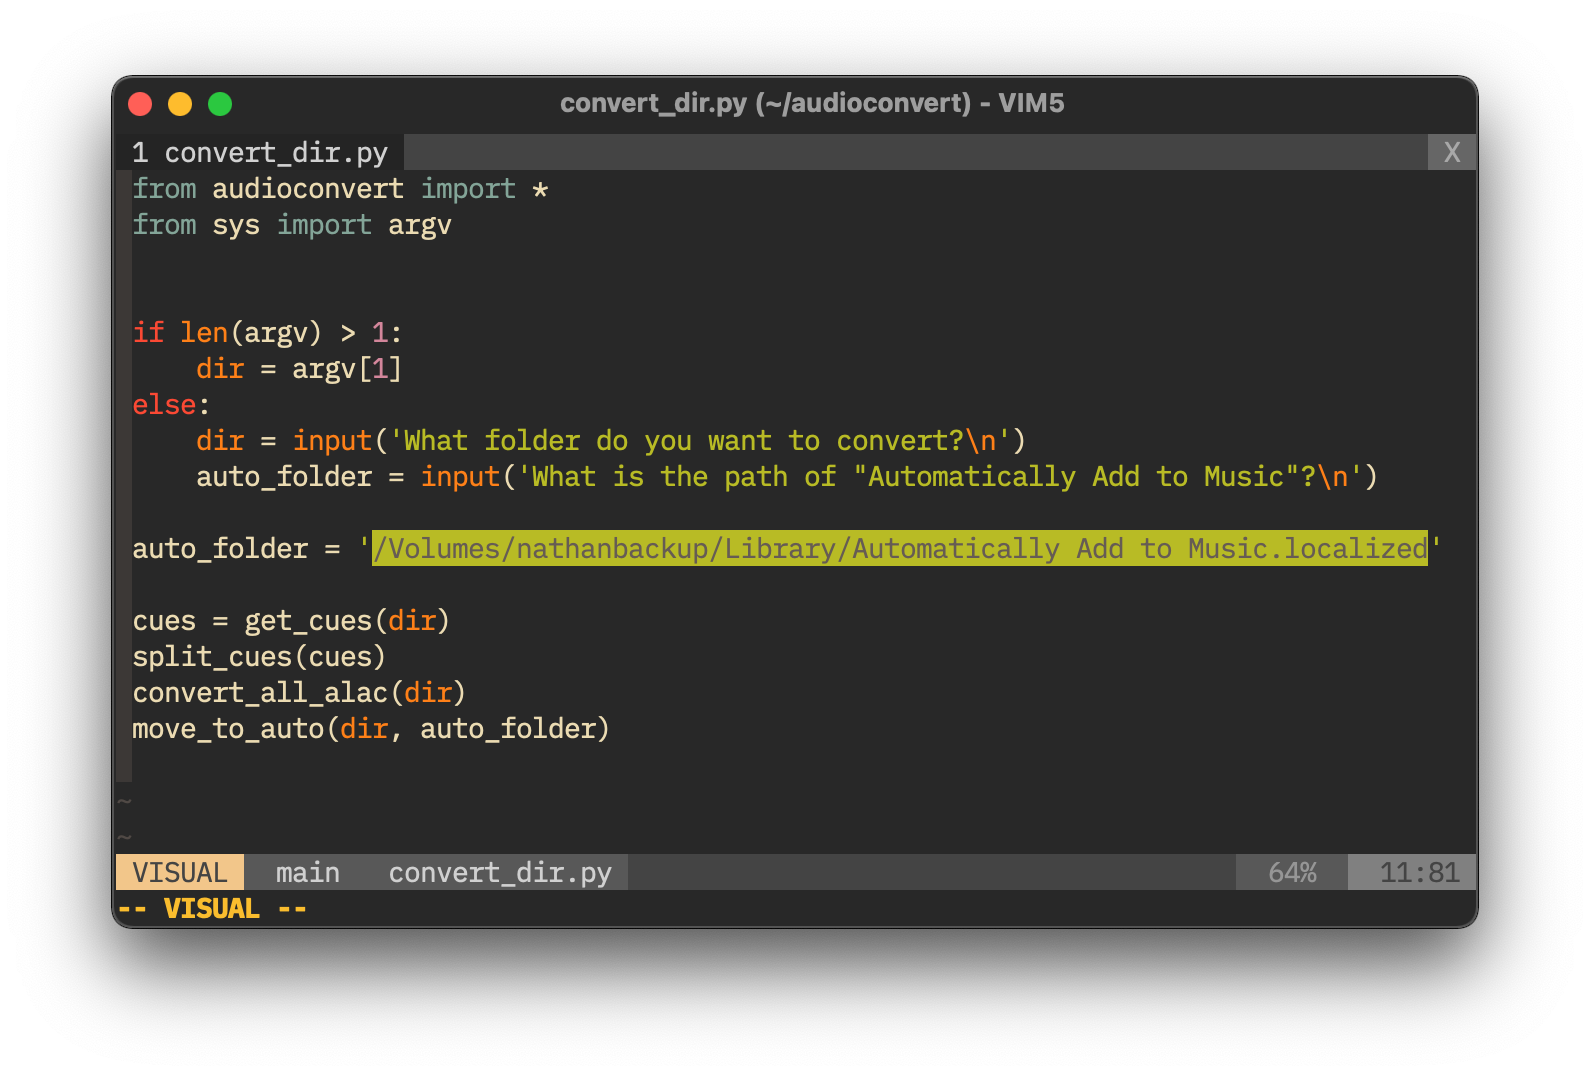 convert_dir.py (~/audioconvert) - VIM5
1 convert_dir.py X
from audioconvert import *
from sys import argv
if len(argv) > 1:
    dir = argv[1]
else:
    dir = input('What folder do you want to convert?\n')
    auto_folder = input('What is the path of "Automatically Add to Music"?\n')
auto_folder = '/Volumes/nathanbackup/Library/Automatically Add to Music.localized'
cues = get_cues(dir)
split_cues(cues)
convert_all_alac(dir)
move_to_auto(dir, auto_folder)
~
~
VISUAL main convert_dir.py 64% 11:81
-- VISUAL --